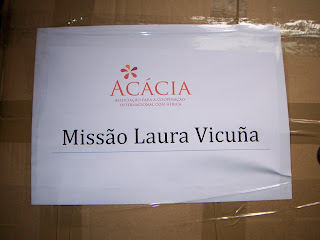 ACÁCIA
ASSOCIAÇÃO PARA A COOPERAÇÃO
INTERNACIONAL COM ÁFRICA
Missão Laura Vicuña